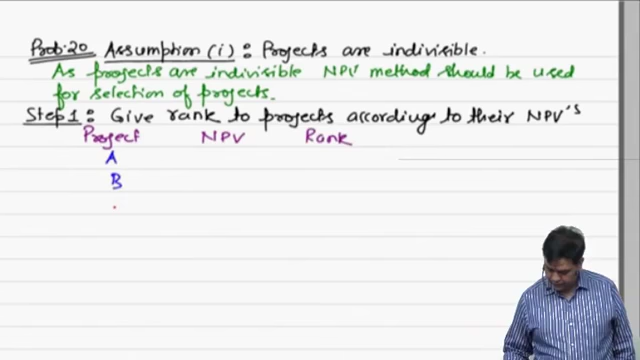 Prob.20 Assumption (i) : Projects are indivisible.
As projects are indivisible NPV method should be used
for selection of projects.
Step 1 : Give rank to projects according to their NPV's
Project NPV Rank
A
B